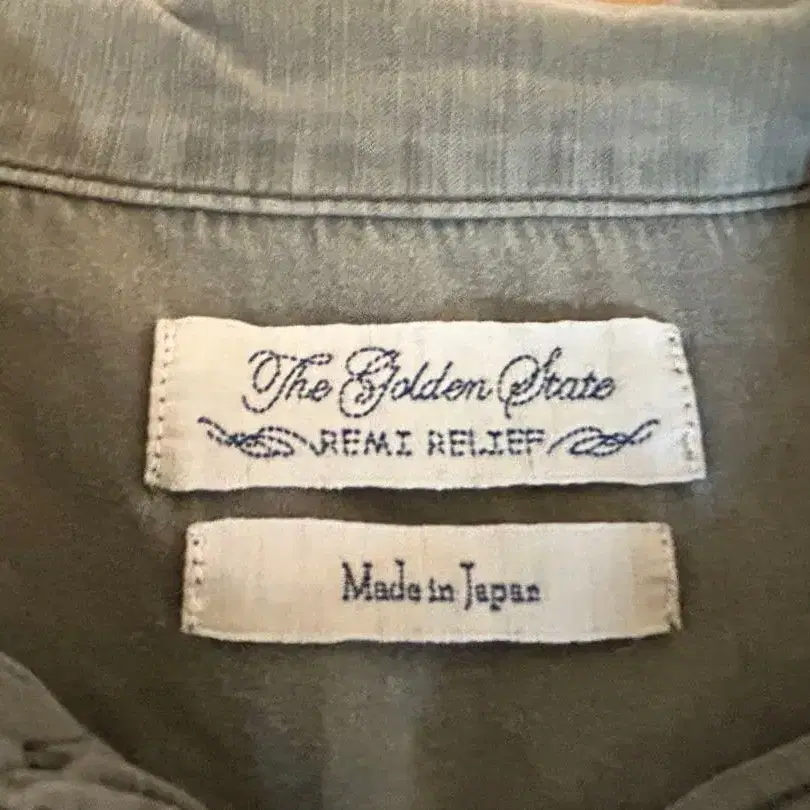 The Golden State
REMI RELIEF
Made in Japan